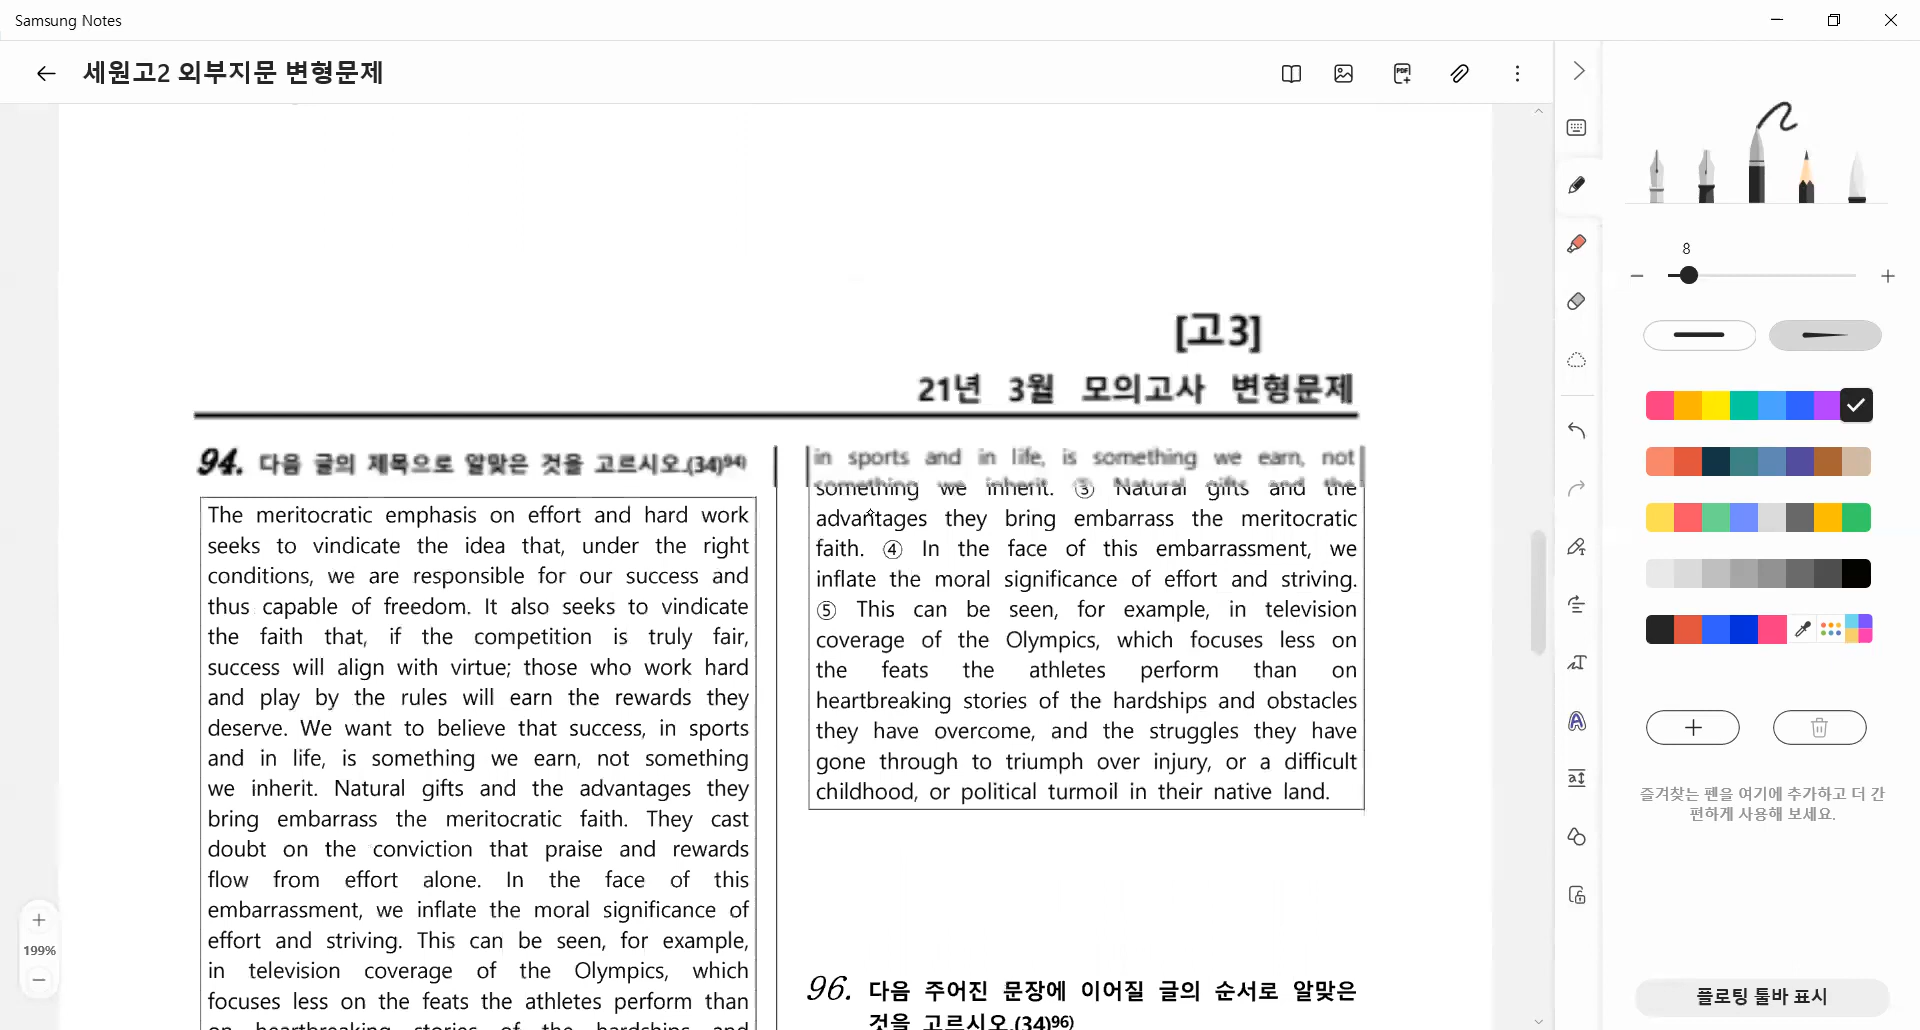 Samsung Notes
세원고2 외부지문 변형문제
[고3]
21년 3월 모의고사 변형문제
94. 다음 글의 제목으로 알맞은 것을 고르시오.(34)94)
The meritocratic emphasis on effort and hard work
seeks to vindicate the idea that, under the right
conditions, we are responsible for our success and
thus capable of freedom. It also seeks to vindicate
the faith that, if the competition is truly fair,
success will align with virtue; those who work hard
and play by the rules will earn the rewards they
deserve. We want to believe that success, in sports
and in life, is something we earn, not something
we inherit. Natural gifts and the advantages they
bring embarrass the meritocratic faith. They cast
doubt on the conviction that praise and rewards
flow from effort alone. In the face of this
embarrassment, we inflate the moral significance of
effort and striving. This can be seen, for example,
in television coverage of the Olympics, which
focuses less on the feats the athletes perform than
on heartbreaking stories of the hardships and
in sports and in life, is something we earn, not
something we inherit. ③ Natural gifts and the
advantages they bring embarrass the meritocratic
faith. ④ In the face of this embarrassment, we
inflate the moral significance of effort and striving.
⑤ This can be seen, for example, in television
coverage of the Olympics, which focuses less on
the feats the athletes perform than on
heartbreaking stories of the hardships and obstacles
they have overcome, and the struggles they have
gone through to triumph over injury, or a difficult
childhood, or political turmoil in their native land.
96. 다음 주어진 문장에 이어질 글의 순서로 알맞은
것을 고르시오.(34)96)
199%
8
즐겨찾는 펜을 여기에 추가하고 더 간
편하게 사용해 보세요.
플로팅 툴바 표시